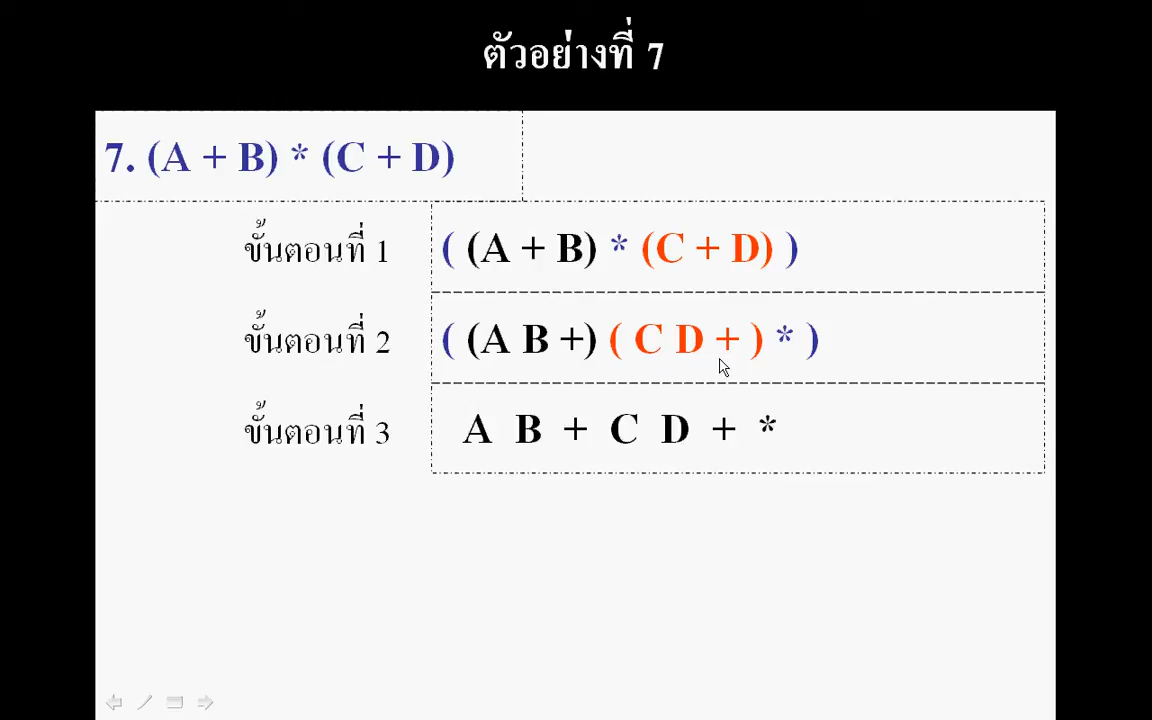 ตัวอย่างที่ 7
7. (A + B) * (C + D)
ขั้นตอนที่ 1 ( (A + B) * (C + D) )
ขั้นตอนที่ 2 ( (A B +) ( C D + ) * )
ขั้นตอนที่ 3 A B + C D + *